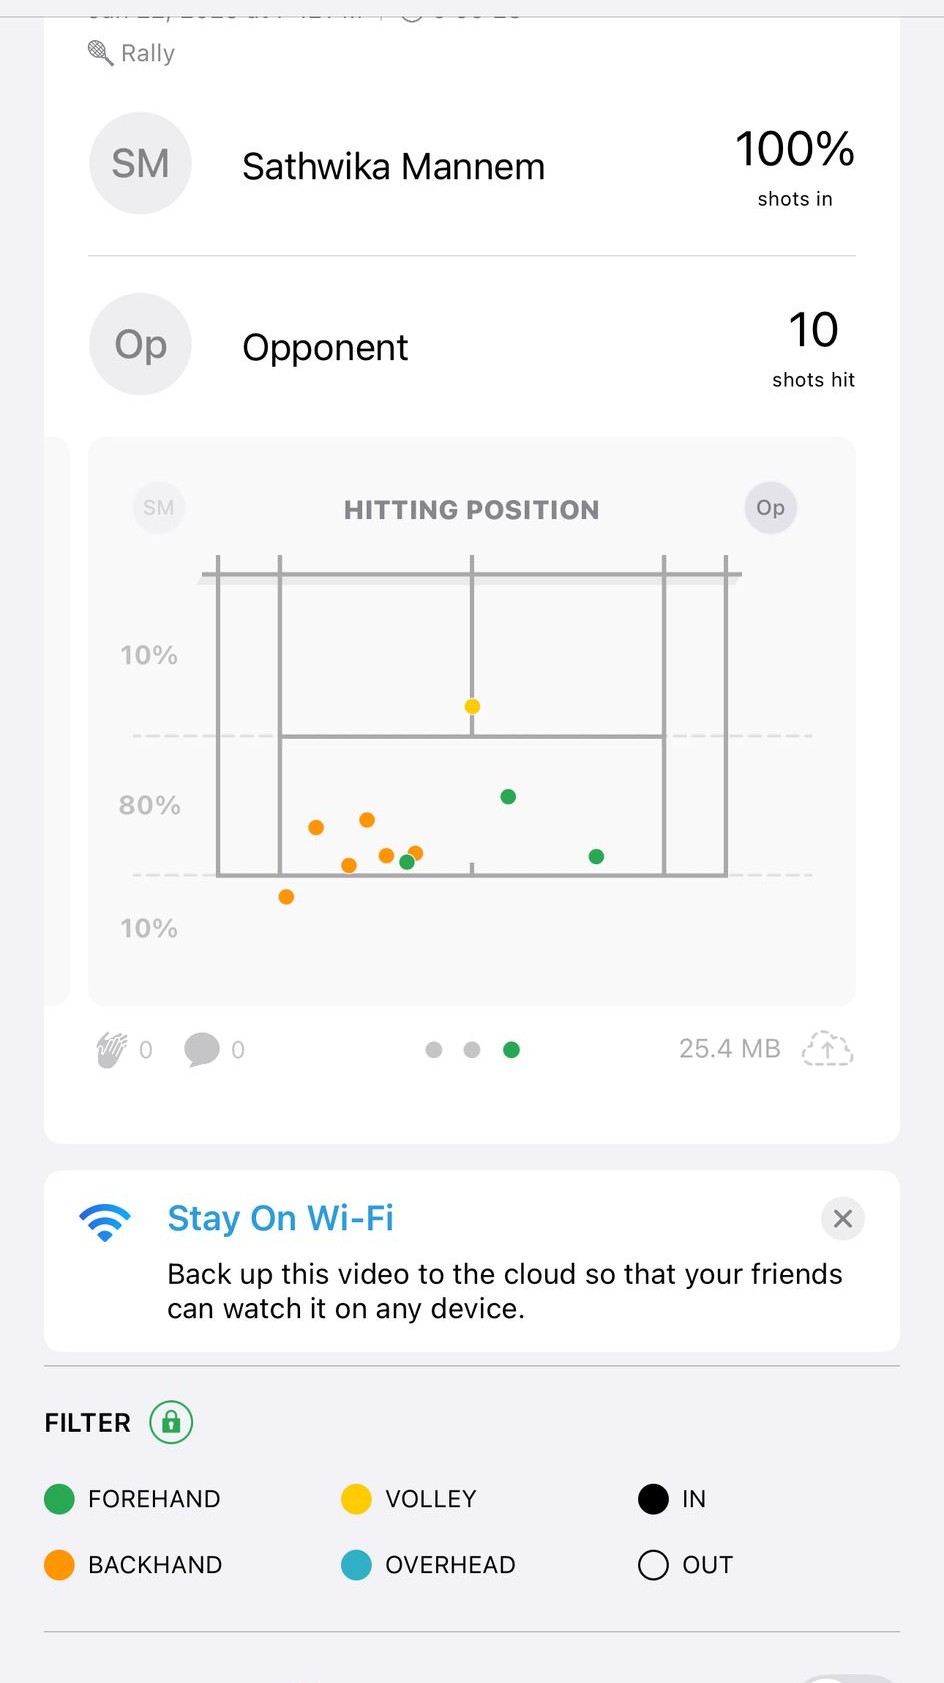 Rally
SM
Sathwika Mannem
100%
shots in
Op
Opponent
10
shots hit
SM
HITTING POSITION
Op
10%
80%
10%
0
0
25.4 MB
Stay On Wi-Fi
Back up this video to the cloud so that your friends
can watch it on any device.
FILTER
FOREHAND
VOLLEY
IN
BACKHAND
OVERHEAD
OUT